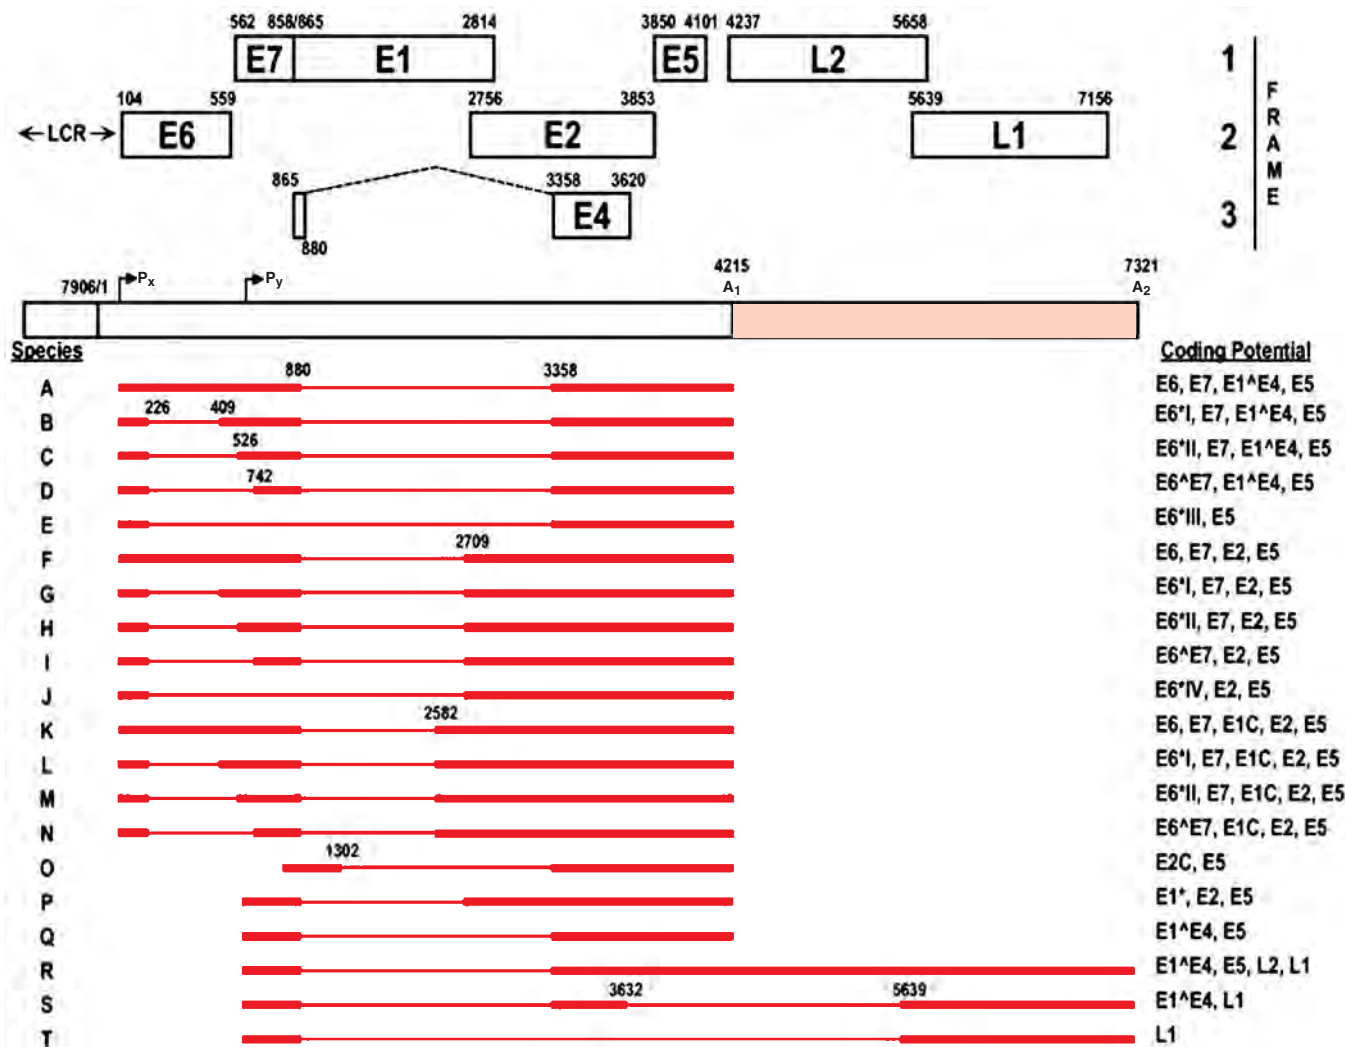 562 858/865 2814 3850 4101 4237 5658
E7 E1 E5 L2 1
104 559 2756 3853 5639 7156
←LCR→ E6 E2 L1 2
865 3358 3620
E4 3
880
FRAME
4215 7321
7906/1 Px Py A1 A2
Species Coding Potential
A 880 3358 E6, E7, E1^E4, E5
B 226 409 E6*I, E7, E1^E4, E5
C 526 E6*II, E7, E1^E4, E5
D 742 E6^E7, E1^E4, E5
E E6*III, E5
F 2709 E6, E7, E2, E5
G E6*I, E7, E2, E5
H E6*II, E7, E2, E5
I E6^E7, E2, E5
J E6*IV, E2, E5
K 2582 E6, E7, E1C, E2, E5
L E6*I, E7, E1C, E2, E5
M E6*II, E7, E1C, E2, E5
N E6^E7, E1C, E2, E5
O 1302 E2C, E5
P E1*, E2, E5
Q E1^E4, E5
R E1^E4, E5, L2, L1
S 3632 5639 E1^E4, L1
T L1